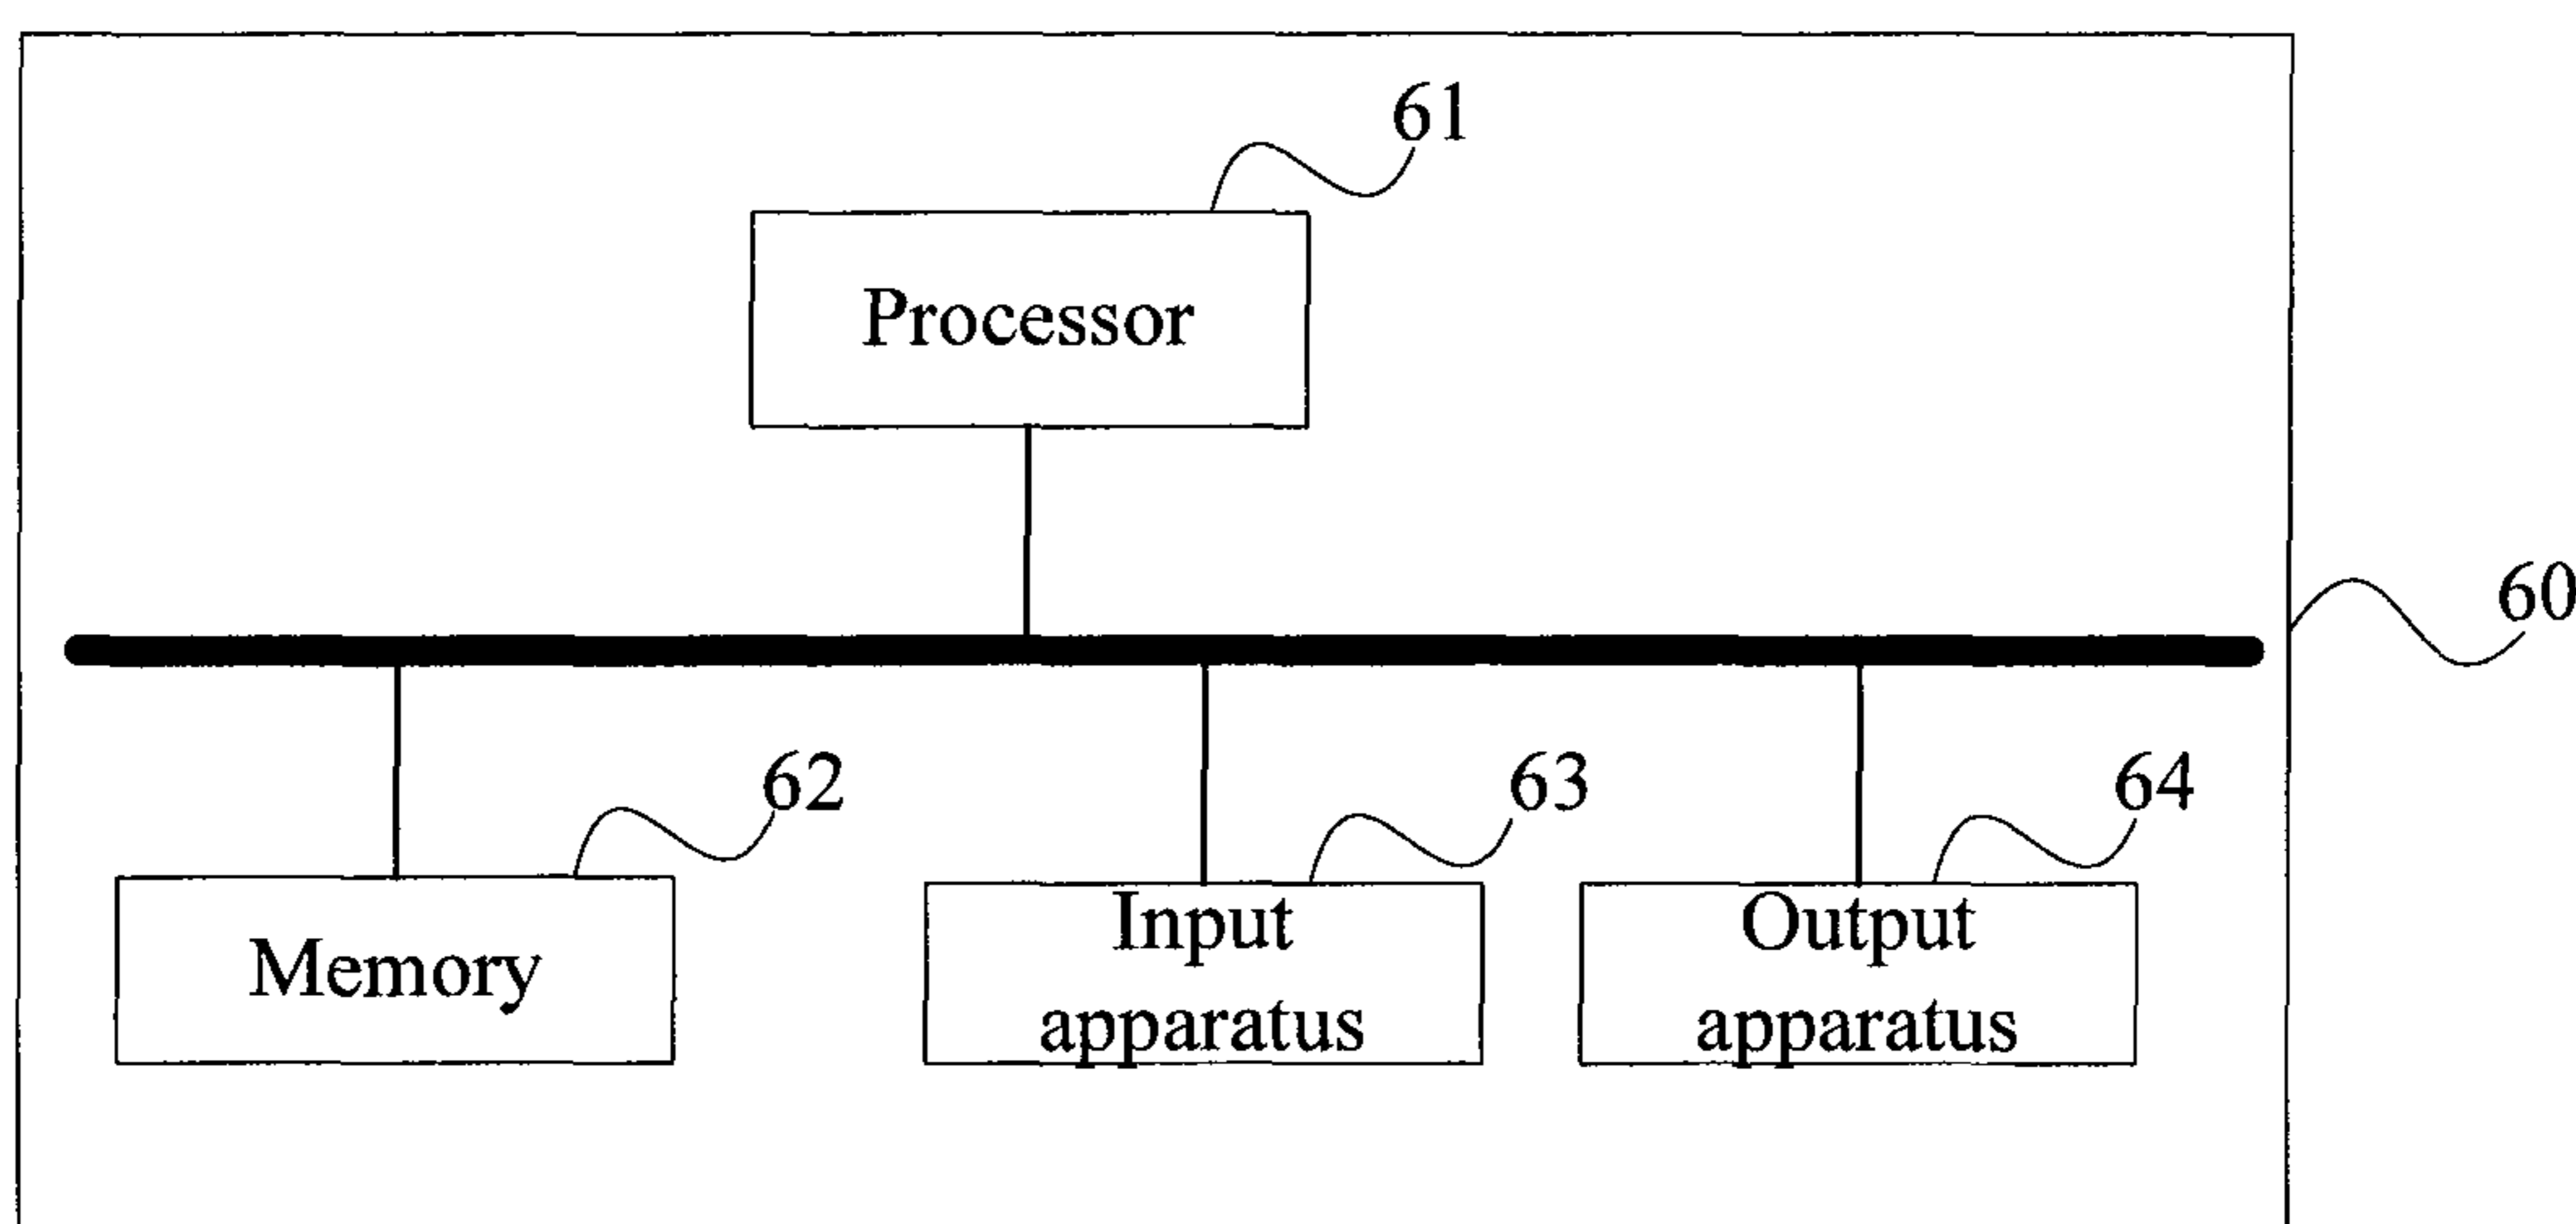 61
Processor
60
62
63
64
Memory
Input
apparatus
Output
apparatus